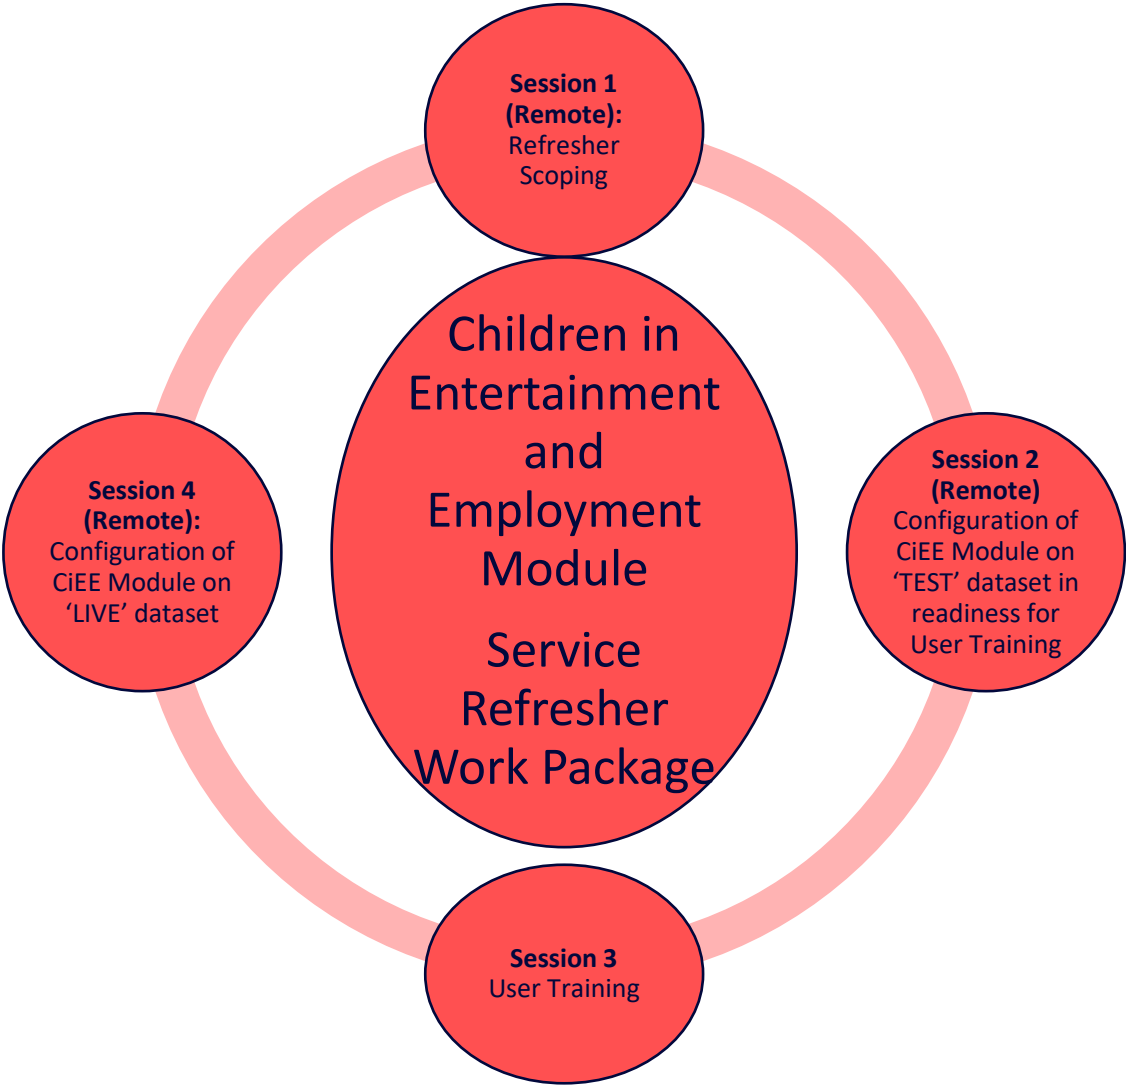 Session 1
(Remote):
Refresher
Scoping
Children in
Entertainment
and
Employment
Module
Service
Refresher
Work Package
Session 2
(Remote)
Configuration of
CiEE Module on
‘TEST’ dataset in
readiness for
User Training
Session 3
User Training
Session 4
(Remote):
Configuration of
CiEE Module on
‘LIVE’ dataset